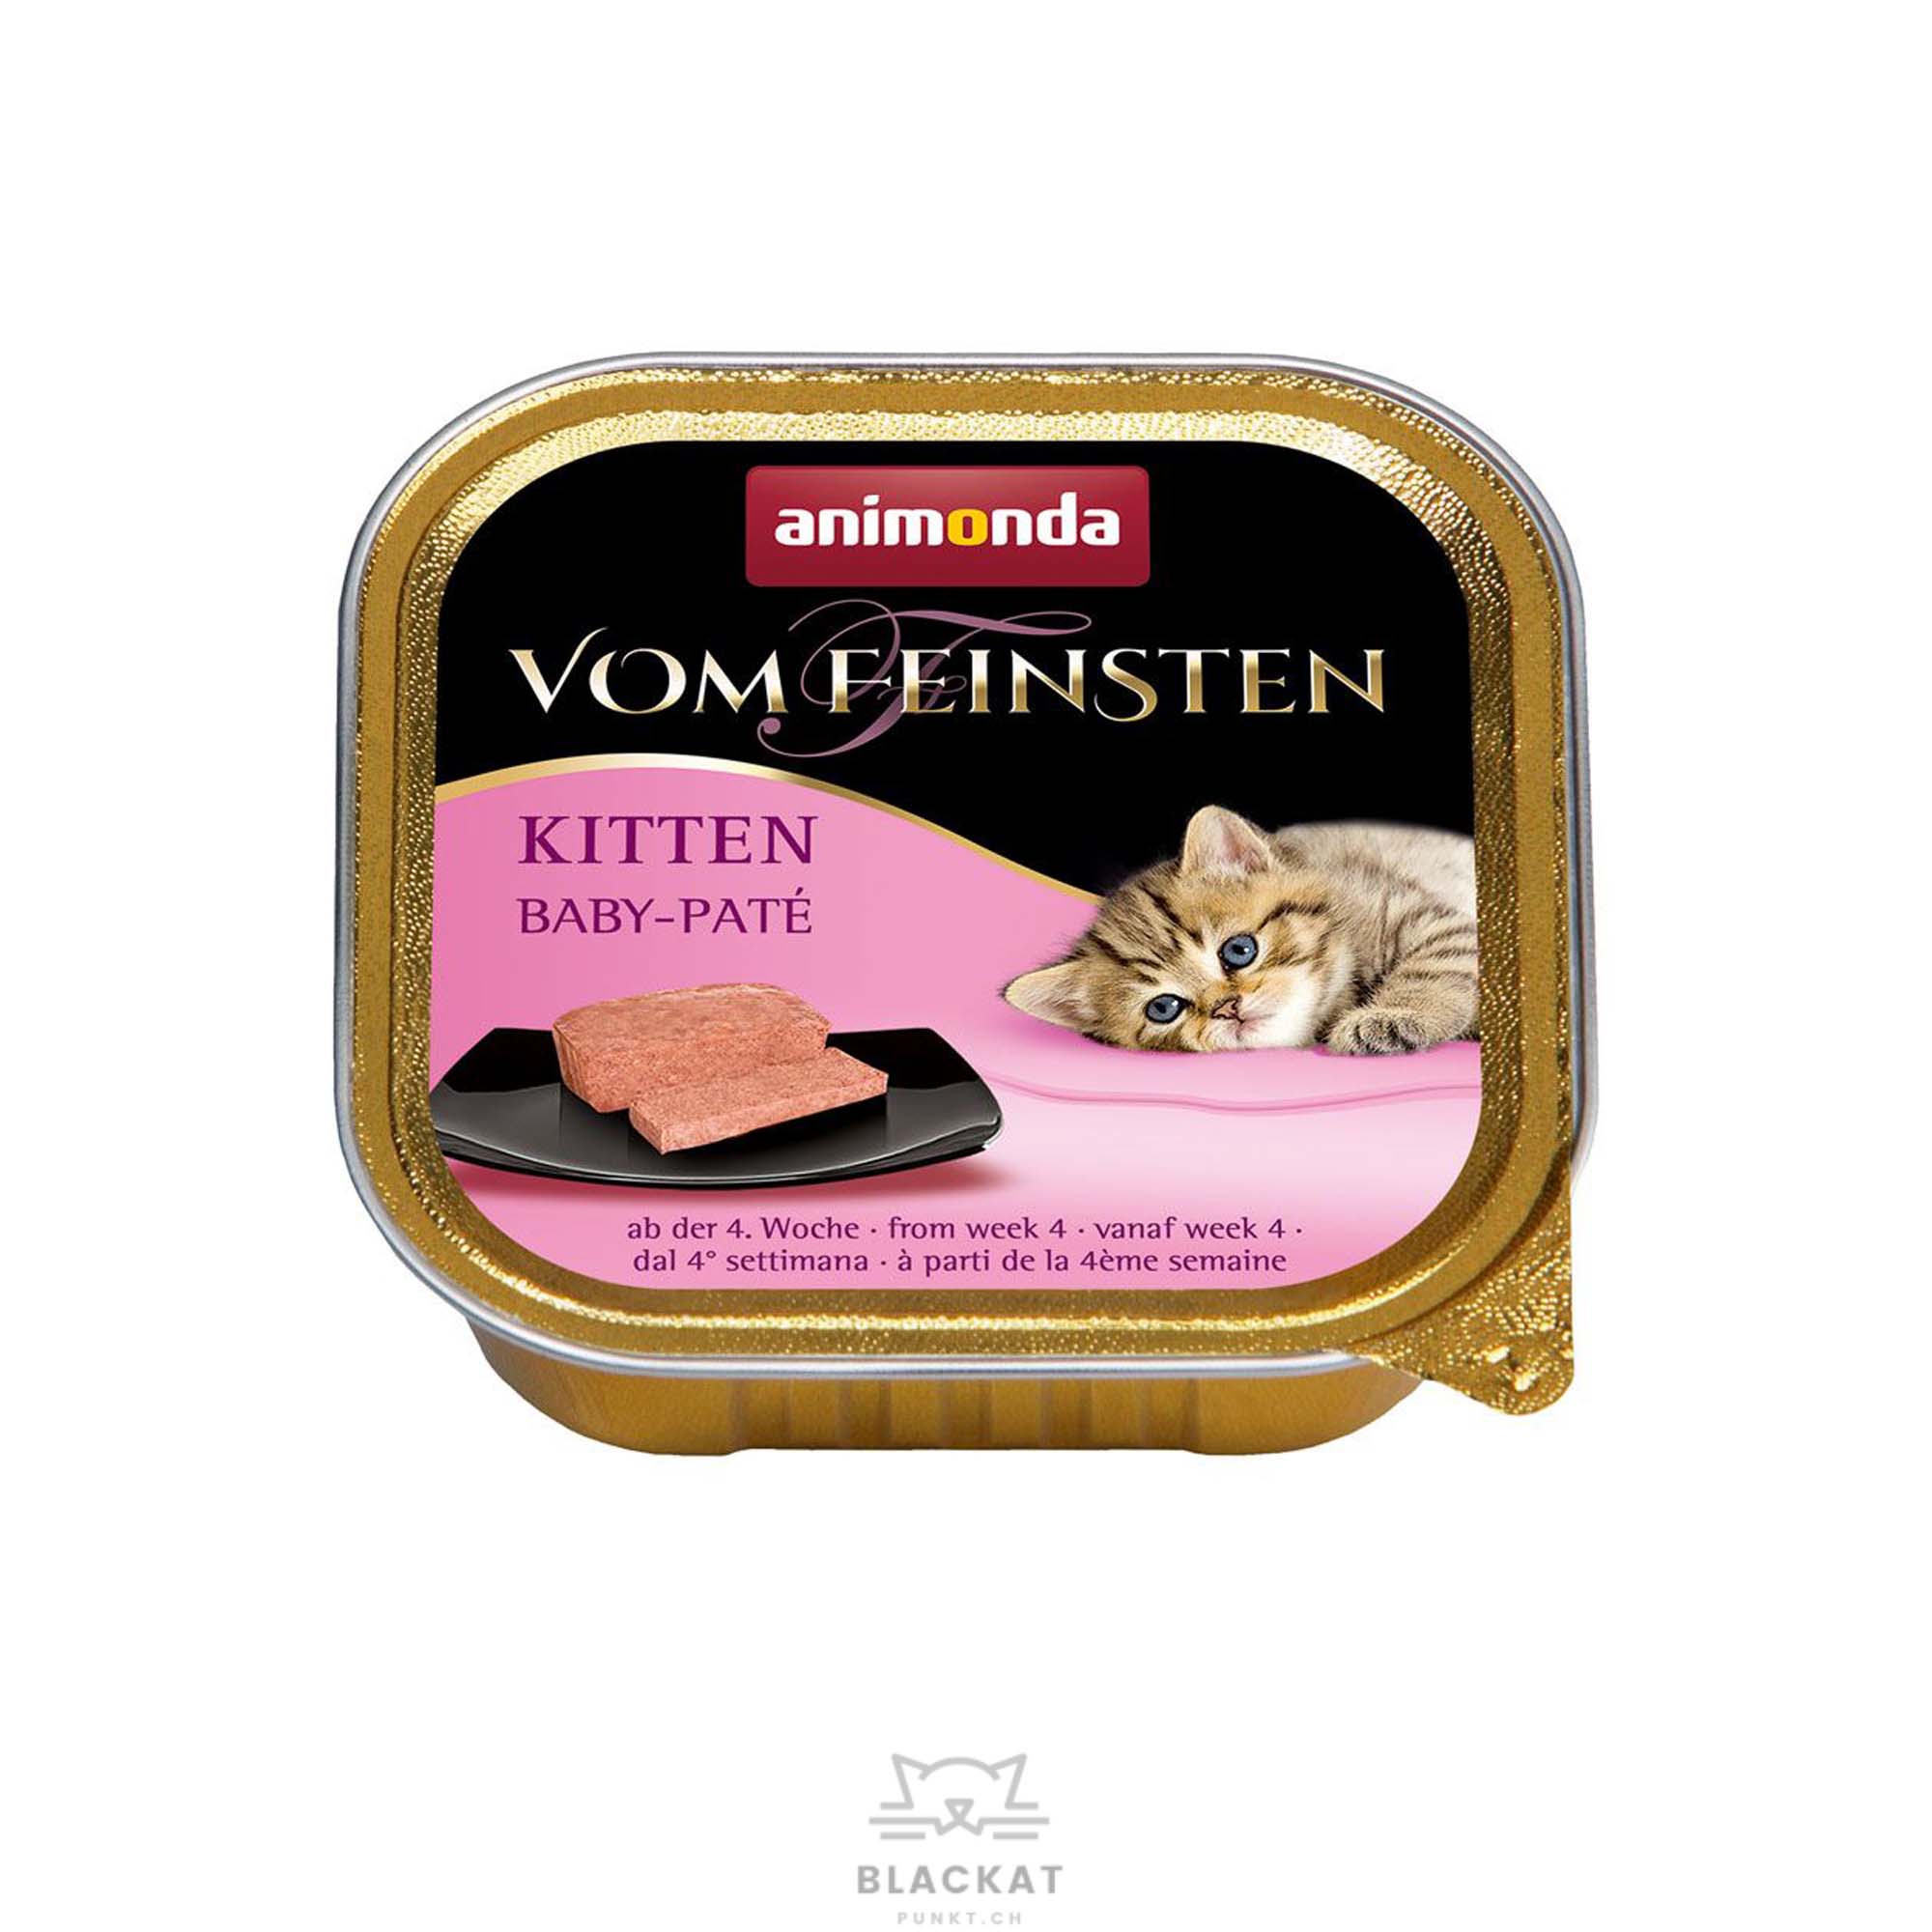 animonda
VOM FEINSTEN
KITTEN
BABY-PATÉ
ab der 4. Woche · from week 4 · vanaf week 4 ·
dal 4° settimana · à parti de la 4ème semaine
BLACKAT
PUNKT.CH